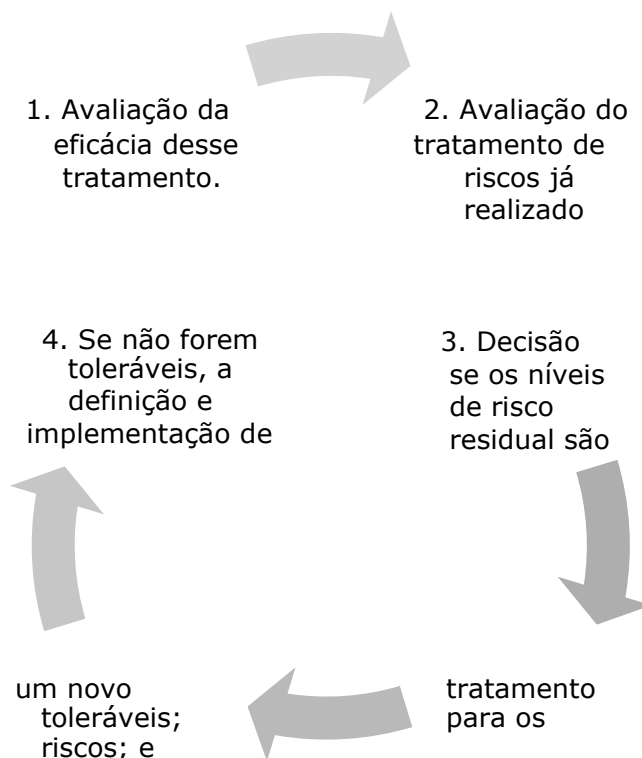 1. Avaliação da
eficácia desse
tratamento.
2. Avaliação do
tratamento de
riscos já
realizado
4. Se não forem
toleráveis, a
definição e
implementação de
3. Decisão
se os níveis
de risco
residual são
um novo
toleráveis;
riscos; e
tratamento
para os